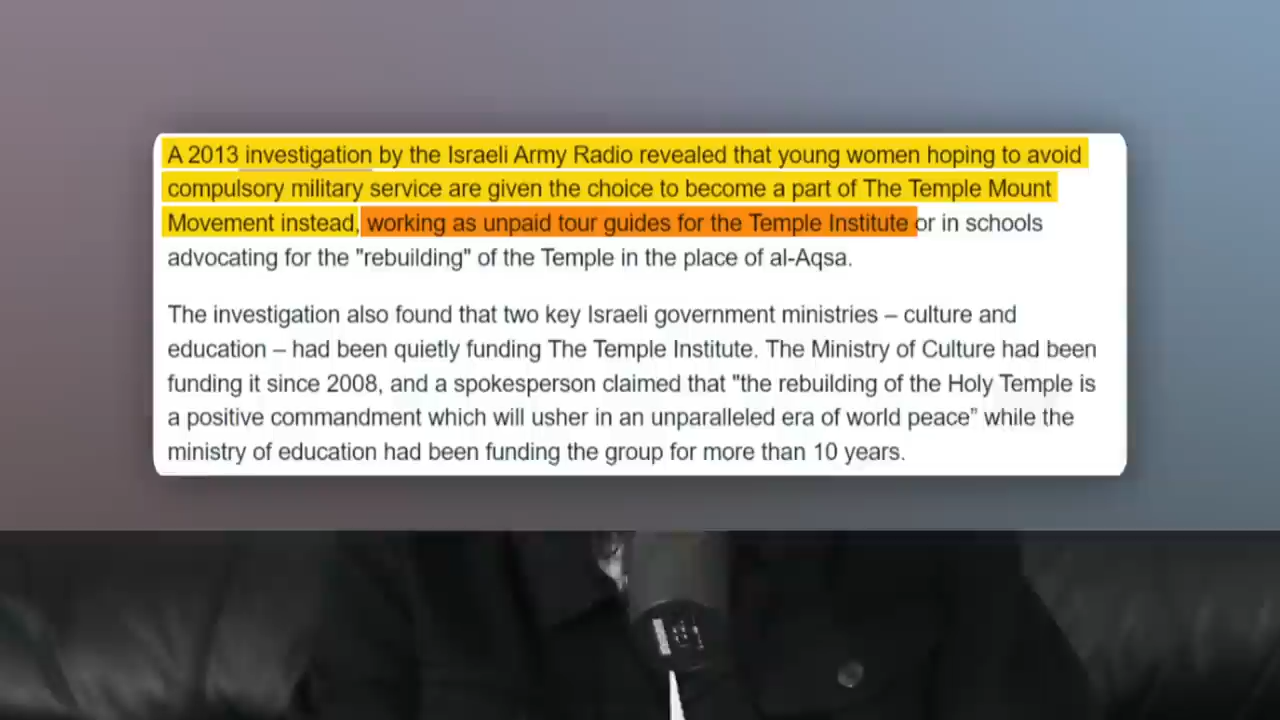 A 2013 investigation by the Israeli Army Radio revealed that young women hoping to avoid
compulsory military service are given the choice to become a part of The Temple Mount
Movement instead, working as unpaid tour guides for the Temple Institute or in schools
advocating for the "rebuilding" of the Temple in the place of al-Aqsa.
The investigation also found that two key Israeli government ministries – culture and
education – had been quietly funding The Temple Institute. The Ministry of Culture had been
funding it since 2008, and a spokesperson claimed that "the rebuilding of the Holy Temple is
a positive commandment which will usher in an unparalleled era of world peace” while the
ministry of education had been funding the group for more than 10 years.